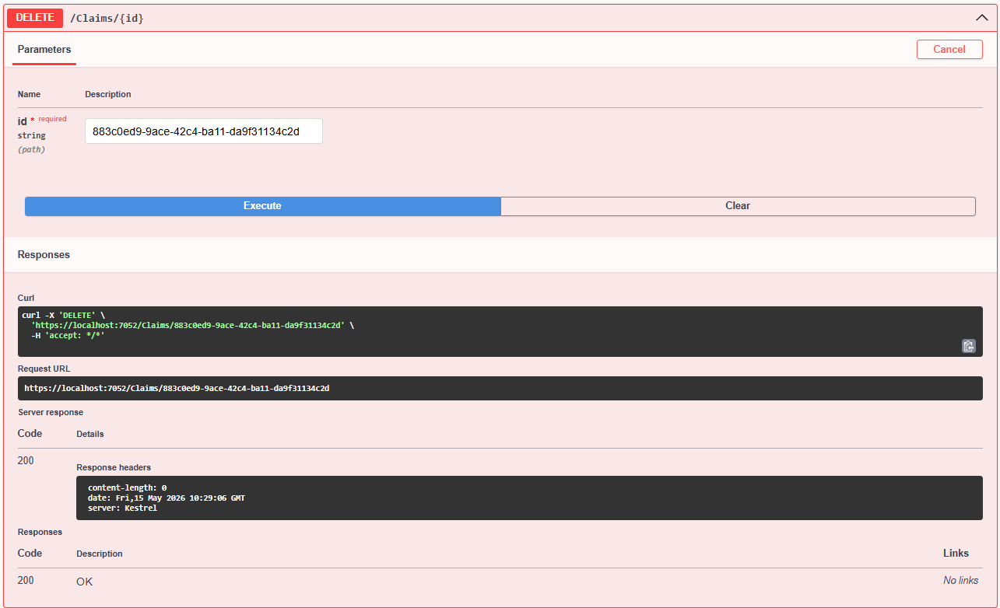 DELETE /Claims/{id}
Parameters
Cancel
Name Description
id * required
string
(path)
883c0ed9-9ace-42c4-ba11-da9f31134c2d
Execute Clear
Responses
Curl
curl -X 'DELETE' \
'https://localhost:7052/Claims/883c0ed9-9ace-42c4-ba11-da9f31134c2d' \
-H 'accept: */*'
Request URL
https://localhost:7052/Claims/883c0ed9-9ace-42c4-ba11-da9f31134c2d
Server response
Code Details
200
Response headers
content-length: 0
date: Fri,15 May 2026 10:29:06 GMT
server: Kestrel
Responses
Code Description Links
200 OK No links